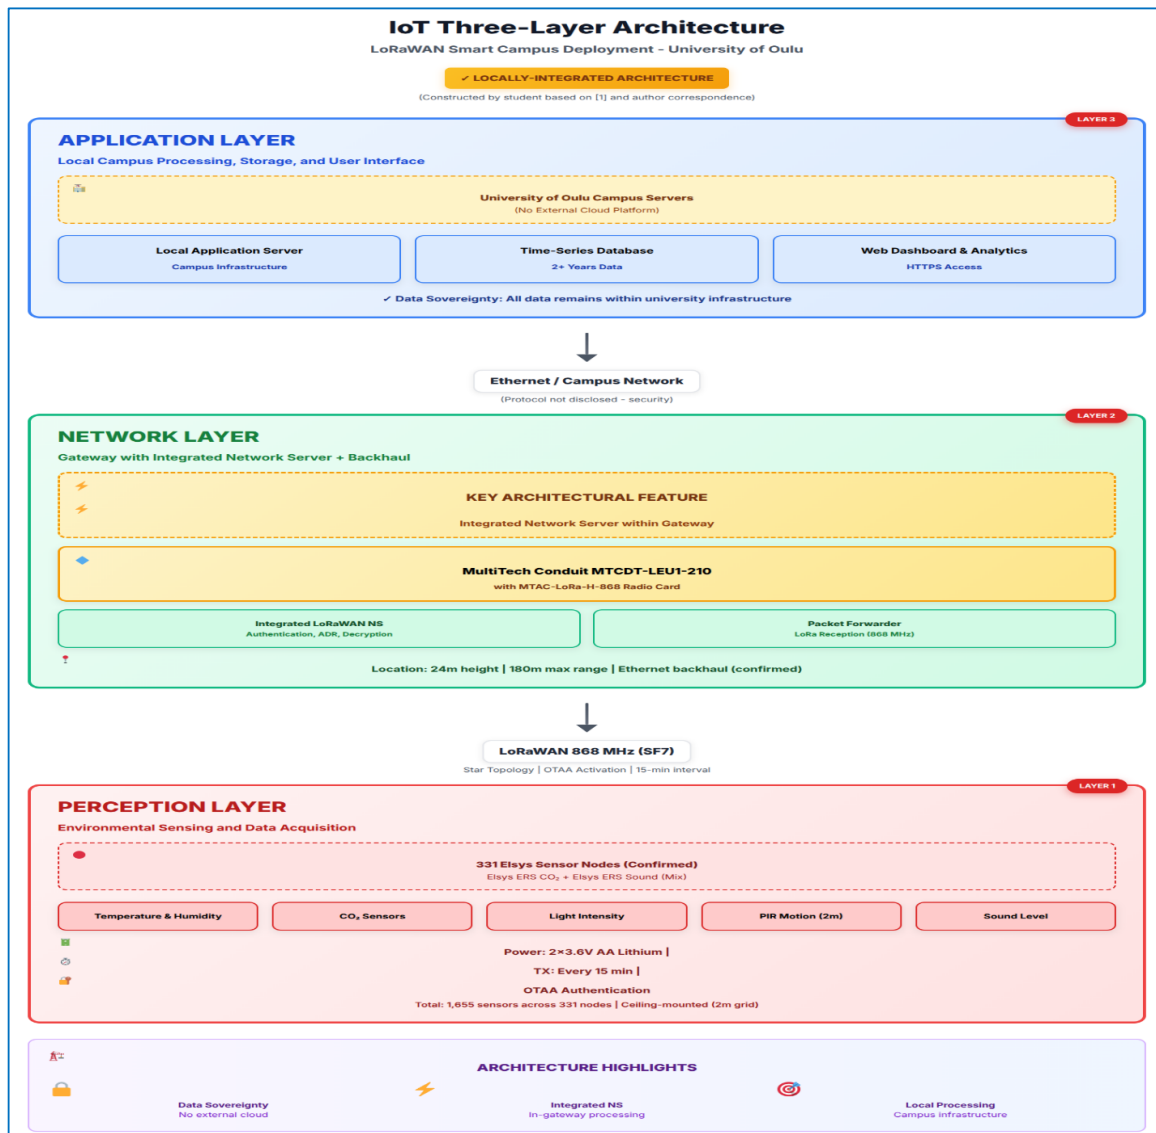 IoT Three-Layer Architecture
LoRaWAN Smart Campus Deployment - University of Oulu
✓ LOCALLY-INTEGRATED ARCHITECTURE
(Constructed by student based on [1] and author correspondence)
LAYER 3
APPLICATION LAYER
Local Campus Processing, Storage, and User Interface
University of Oulu Campus Servers
(No External Cloud Platform)
Local Application Server
Campus Infrastructure
Time-Series Database
2+ Years Data
Web Dashboard & Analytics
HTTPS Access
✓ Data Sovereignty: All data remains within university infrastructure
Ethernet / Campus Network
(Protocol not disclosed - security)
LAYER 2
NETWORK LAYER
Gateway with Integrated Network Server + Backhaul
KEY ARCHITECTURAL FEATURE
Integrated Network Server within Gateway
MultiTech Conduit MTCDT-LEU1-210
with MTAC-LoRa-H-868 Radio Card
Integrated LoRaWAN NS
Authentication, ADR, Decryption
Packet Forwarder
LoRa Reception (868 MHz)
Location: 24m height | 180m max range | Ethernet backhaul (confirmed)
LoRaWAN 868 MHz (SF7)
Star Topology | OTAA Activation | 15-min interval
LAYER 1
PERCEPTION LAYER
Environmental Sensing and Data Acquisition
331 Elsys Sensor Nodes (Confirmed)
Elsys ERS CO₂ + Elsys ERS Sound (Mix)
Temperature & Humidity
CO₂ Sensors
Light Intensity
PIR Motion (2m)
Sound Level
Power: 2×3.6V AA Lithium |
TX: Every 15 min |
OTAA Authentication
Total: 1,655 sensors across 331 nodes | Ceiling-mounted (2m grid)
ARCHITECTURE HIGHLIGHTS
Data Sovereignty
No external cloud
Integrated NS
In-gateway processing
Local Processing
Campus infrastructure